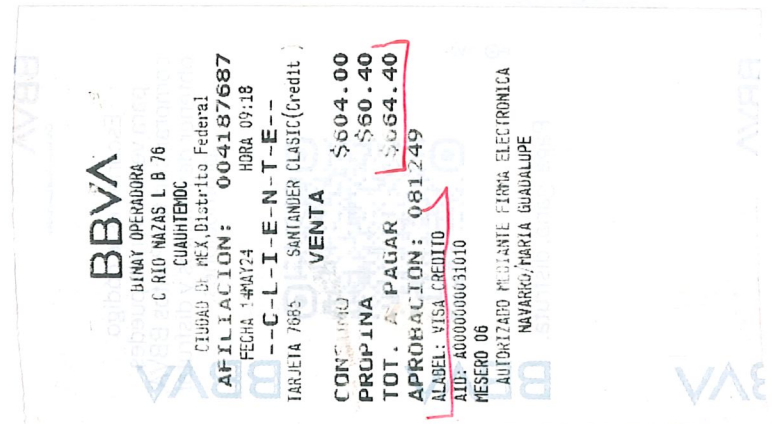 BBVA
BINAY OPERADORA
C RIO NAZAS L B 76
CUAUHTEMOC
CIUDAD DE MEX,Distrito Federal
AFILIACION: 004187687
FECHA 14MAY24 HORA 09:18
--C-L-I-E-N-T-E--
TARJETA 7685 SANTANDER CLASIC(Credit )
VENTA
CONSUMO $604.00
PROPINA $60.40
TOT. A PAGAR $664.40
APROBACION: 081249
ALABEL: VISA CREDITO
AID: A0000000031010
MESERO 06
AUTORIZADO MEDIANTE FIRMA ELECTRONICA
NAVARRO/MARIA GUADALUPE